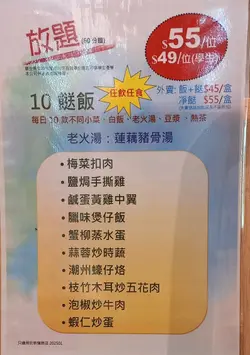 放題 (60分鐘)
任飲任食
$55/位
$49/位(學生)
10 餸飯
外賣: 飯+餸$45/盒
淨餸 $55/盒
每日10款不同小菜、白飯、老火湯、豆漿、熱茶
老火湯：蓮藕豬骨湯
•梅菜扣肉
•鹽焗手撕雞
•鹹蛋黃雞中翼
•臘味煲仔飯
•蟹柳蒸水蛋
•蒜蓉炒時蔬
•潮州蠔仔烙
•枝竹木耳炆五花肉
•泡椒炒牛肉
•蝦仁炒蛋